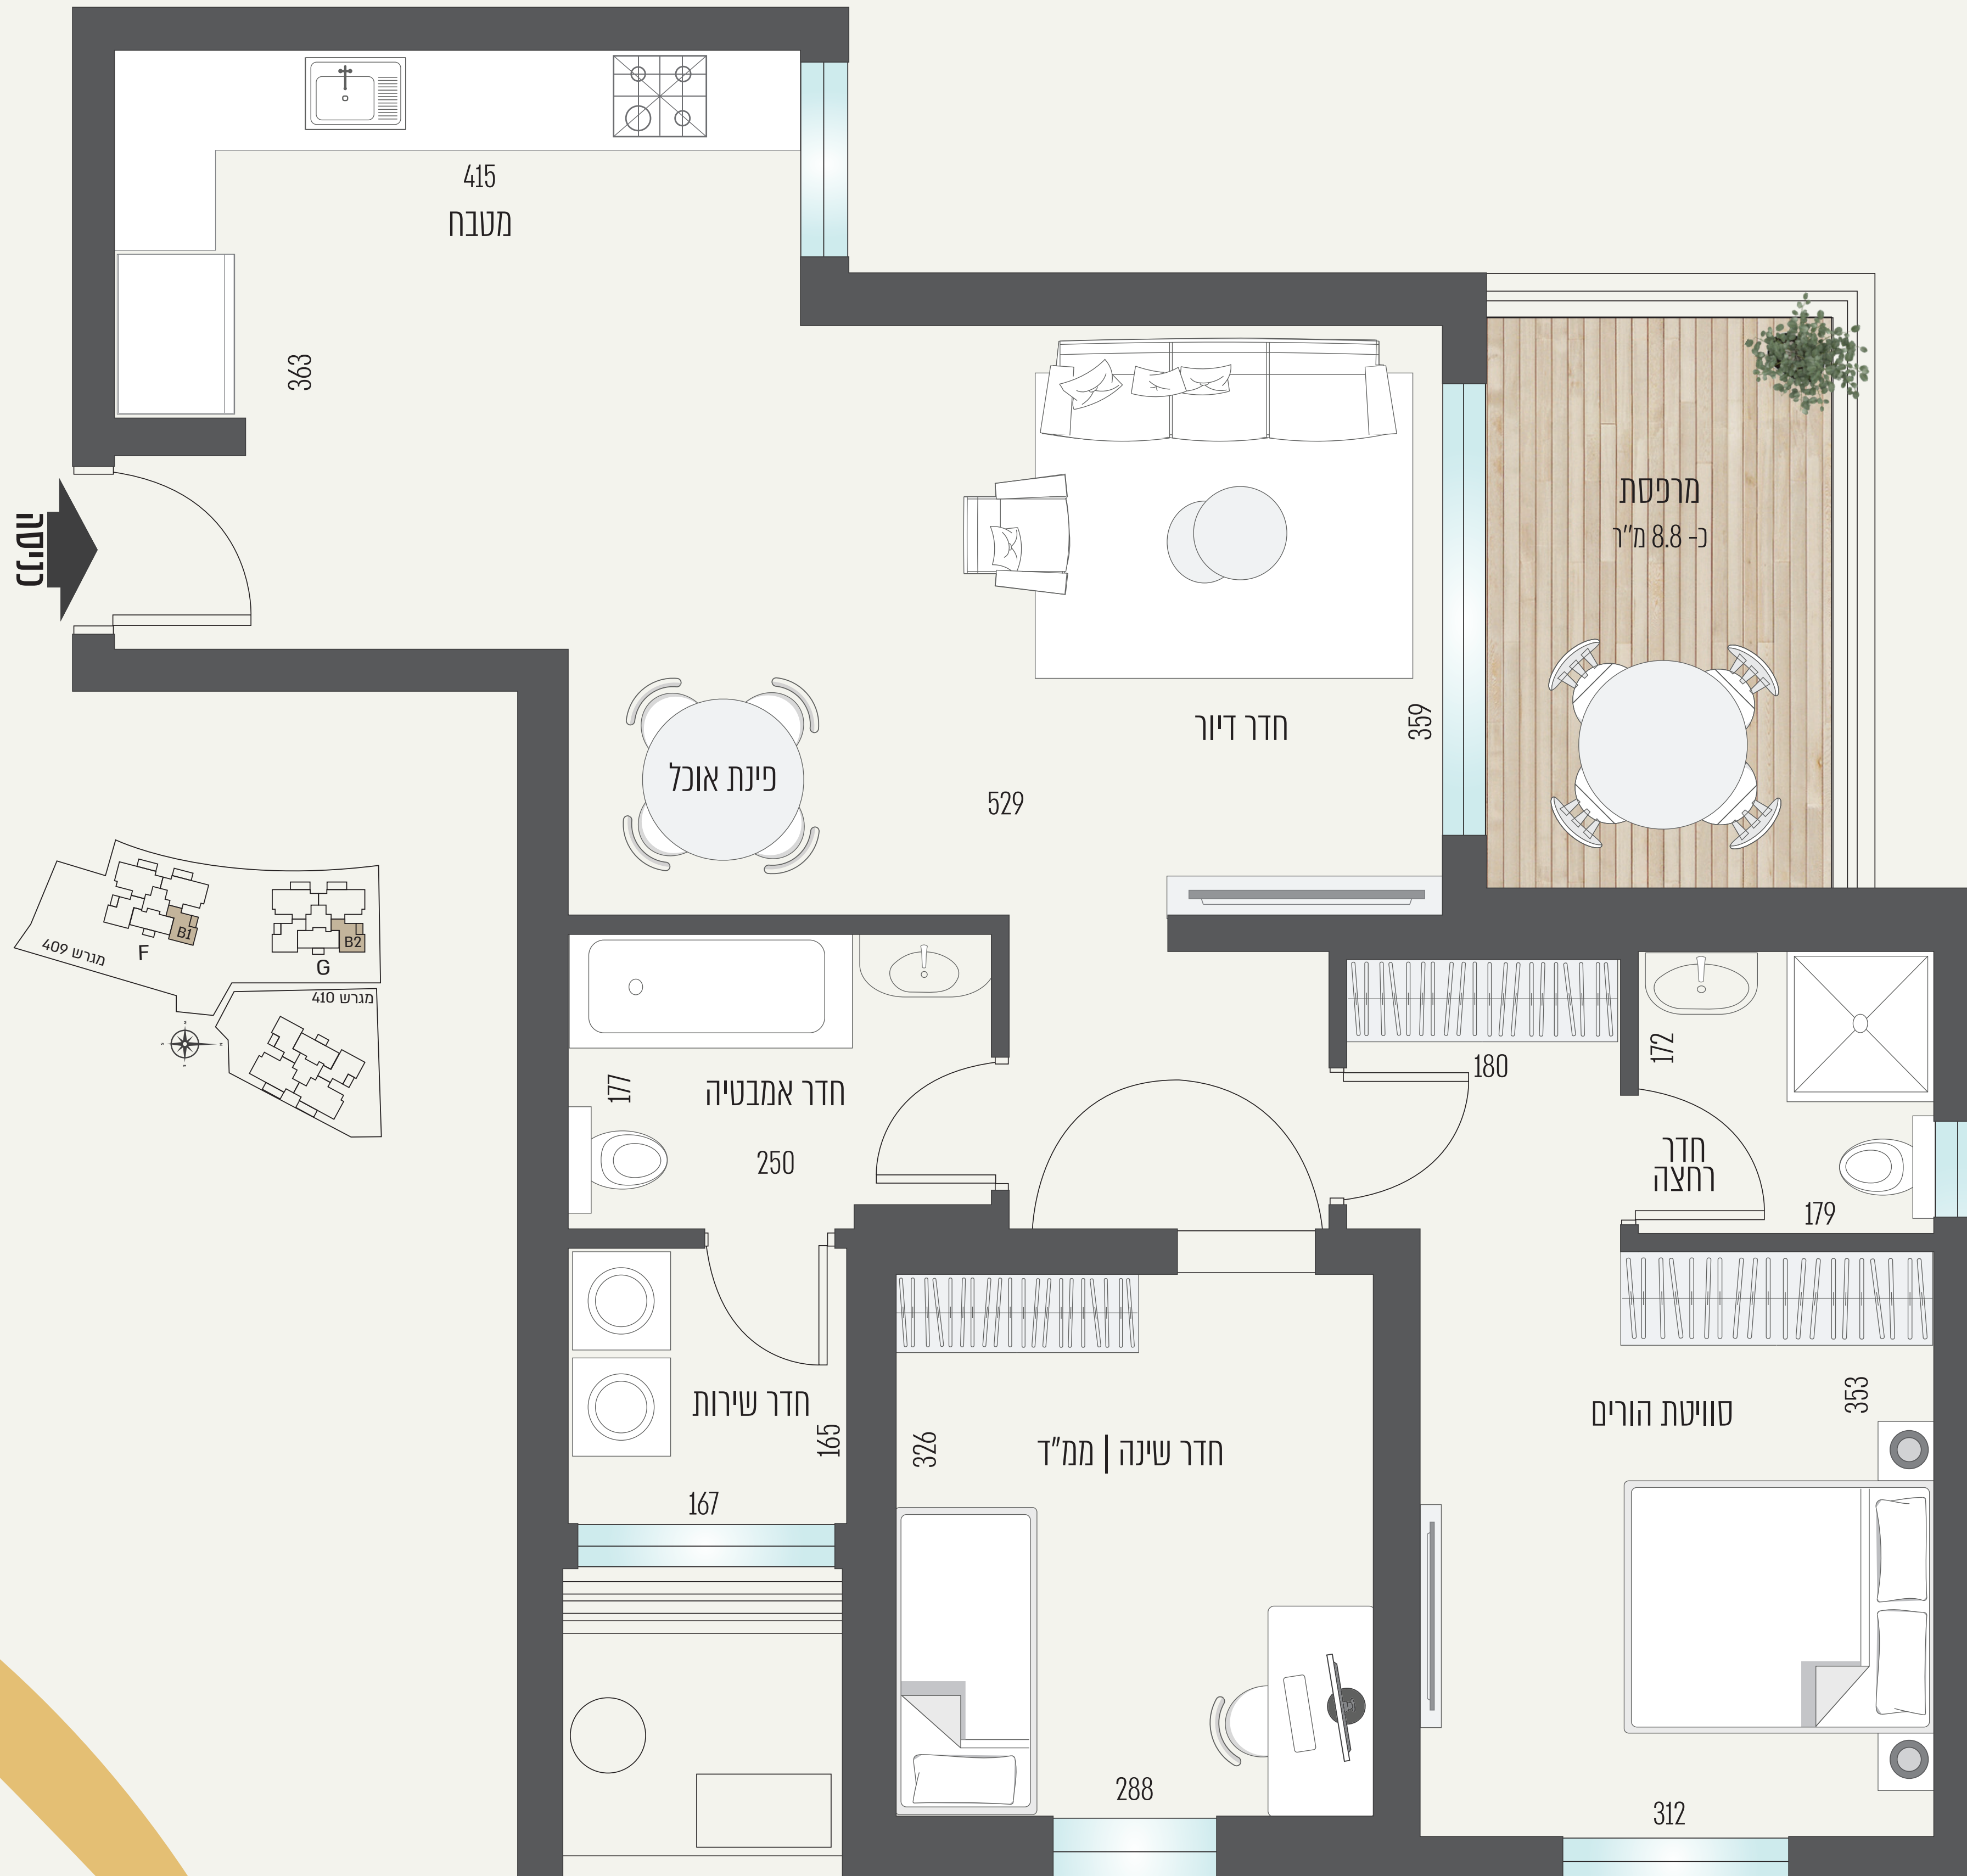 415
מטבח
363
כניסה
מרפסת
כ- 8.8 מ"ר
חדר דיור
359
פינת אוכל
529
B1
F
מגרש 409
B2
G
מגרש 410
177
חדר אמבטיה
250
180
172
חדר
רחצה
179
חדר שירות
165
167
326
חדר שינה | ממ"ד
288
סוויטת הורים
353
312